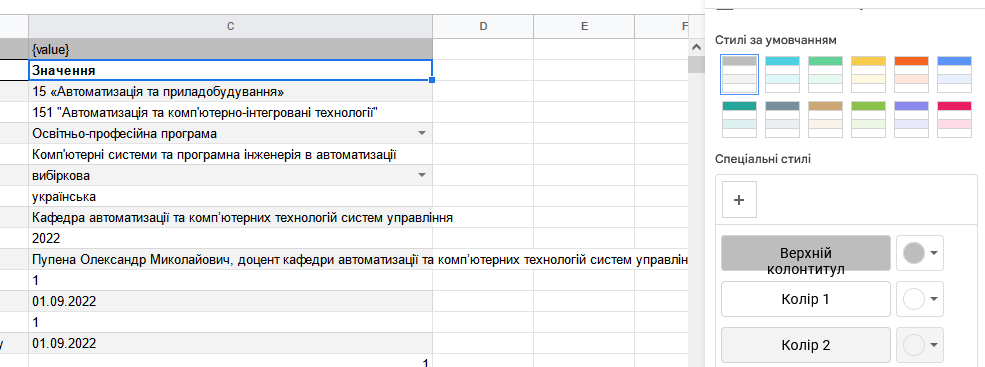 C D E F
{value}
Значення
15 «Автоматизація та приладобудування»
151 "Автоматизація та комп'ютерно-інтегровані технології"
Освітньо-професійна програма
Комп'ютерні системи та програмна інженерія в автоматизації
вибіркова
українська
Кафедра автоматизації та комп’ютерних технологій систем управління
2022
Пупена Олександр Миколайович, доцент кафедри автоматизації та комп’ютерних технологій систем управлін
1
01.09.2022
1
у 01.09.2022
1
Стилі за умовчанням
Спеціальні стилі
+
Верхній
колонтитул
Колір 1
Колір 2